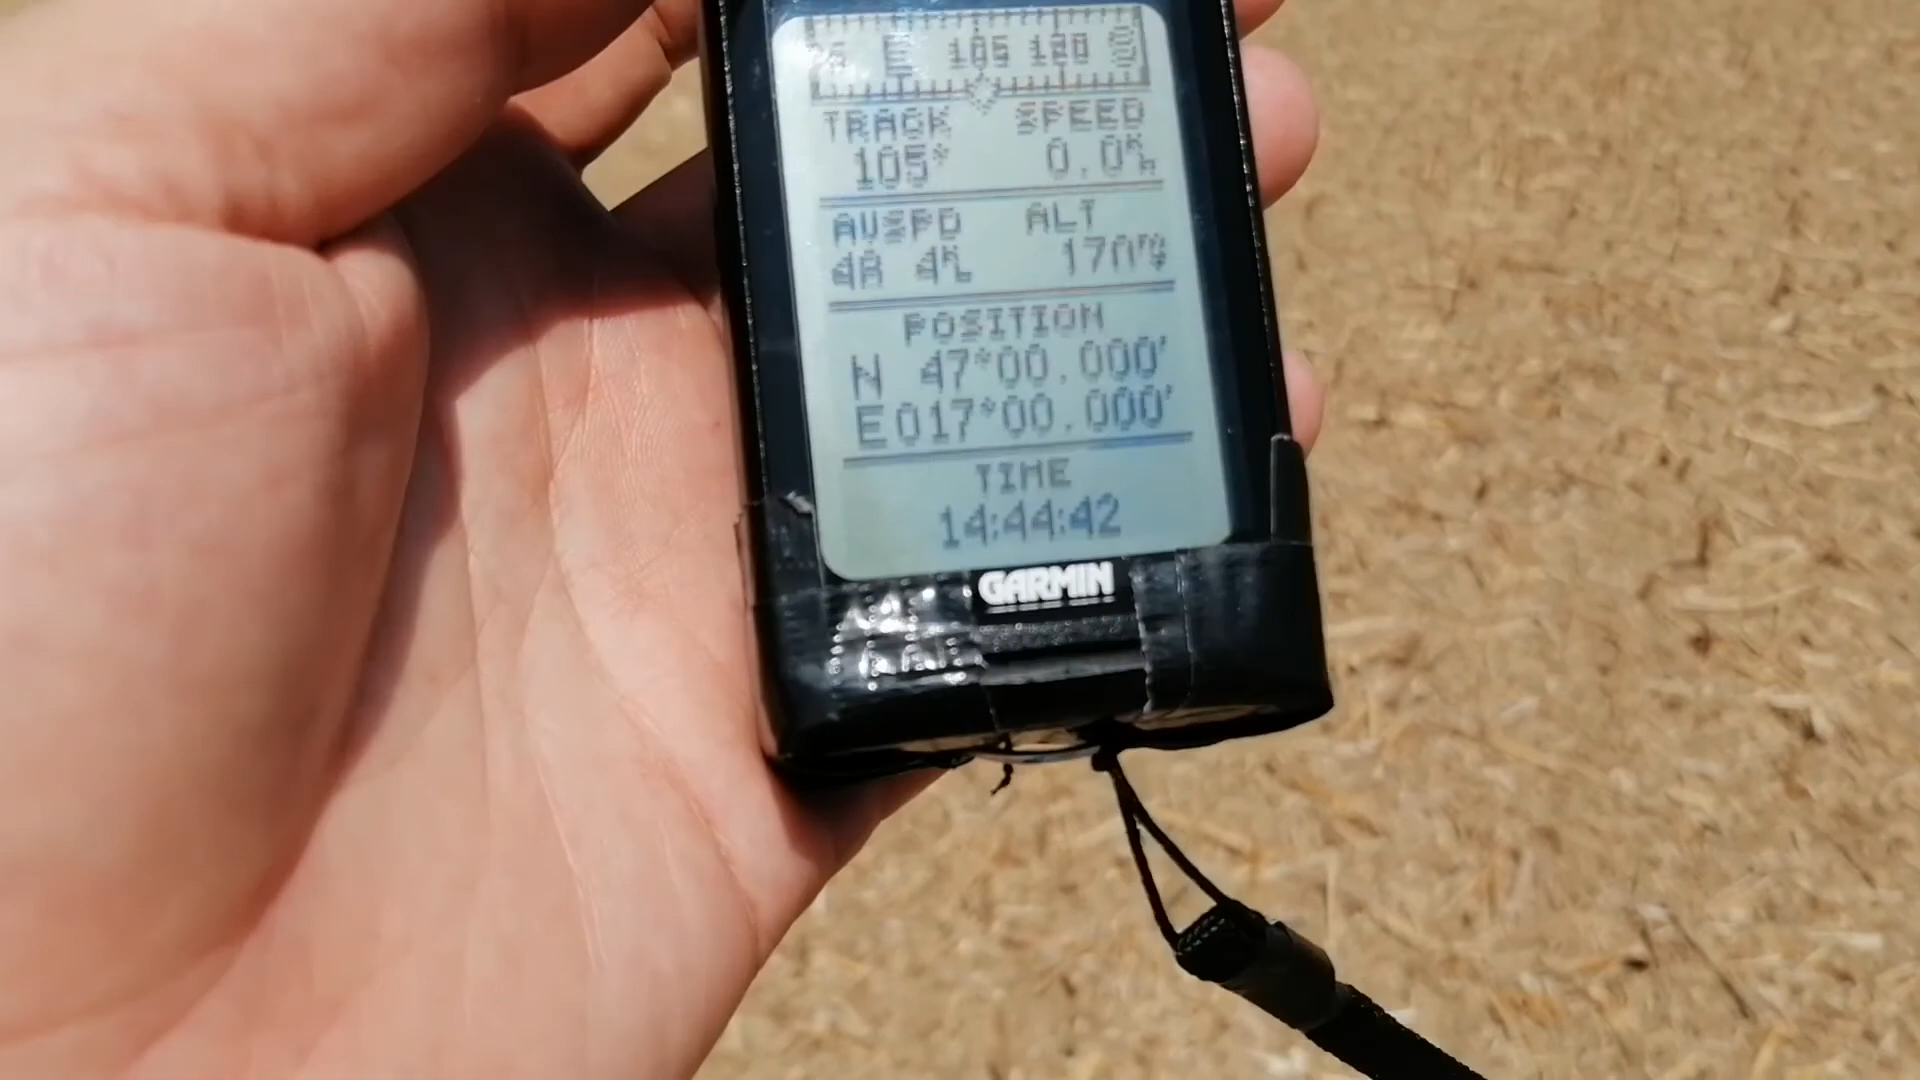 E 105 120
TRACK SPEED
105° 0.0
AVSPD ALT
170
POSITION
N 47°00.000'
E017°00.000'
TIME
14:44:42
GARMIN